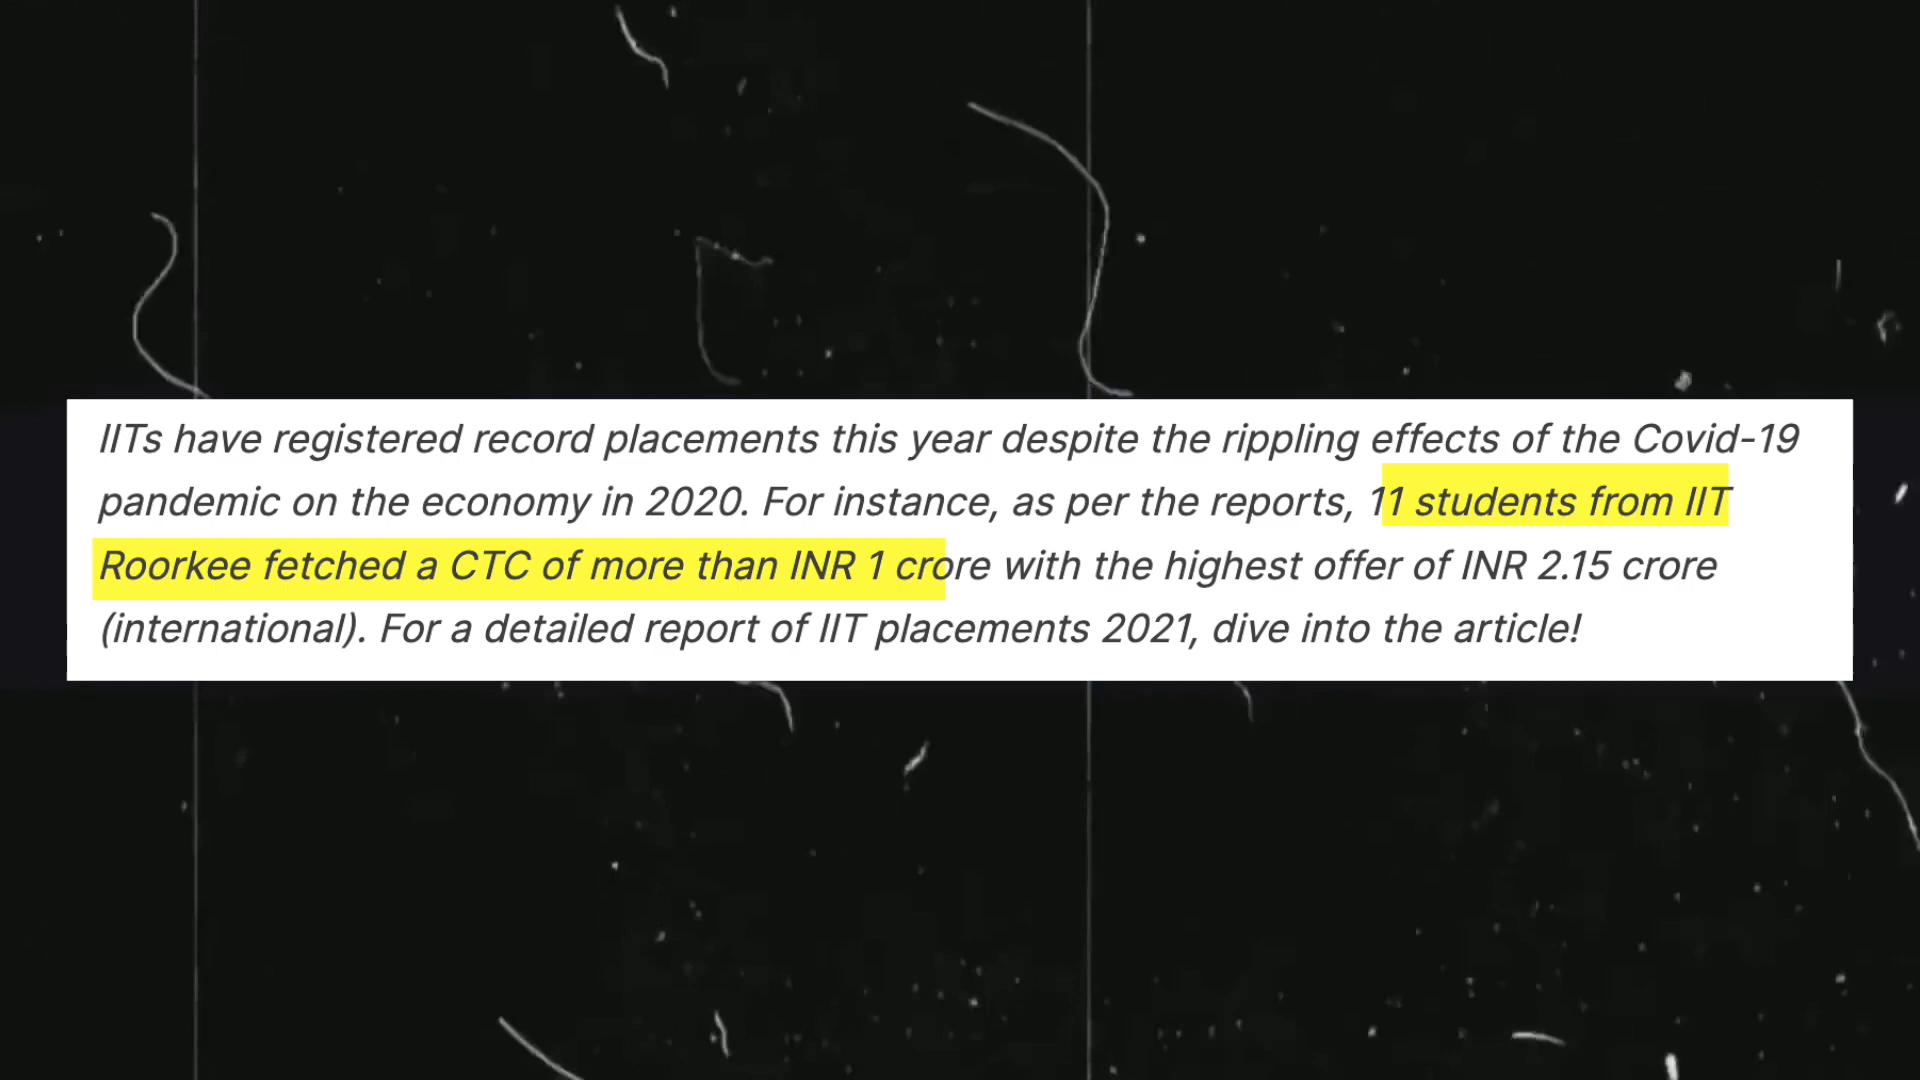 IITs have registered record placements this year despite the rippling effects of the Covid-19
pandemic on the economy in 2020. For instance, as per the reports, 11 students from IIT
Roorkee fetched a CTC of more than INR 1 crore with the highest offer of INR 2.15 crore
(international). For a detailed report of IIT placements 2021, dive into the article!